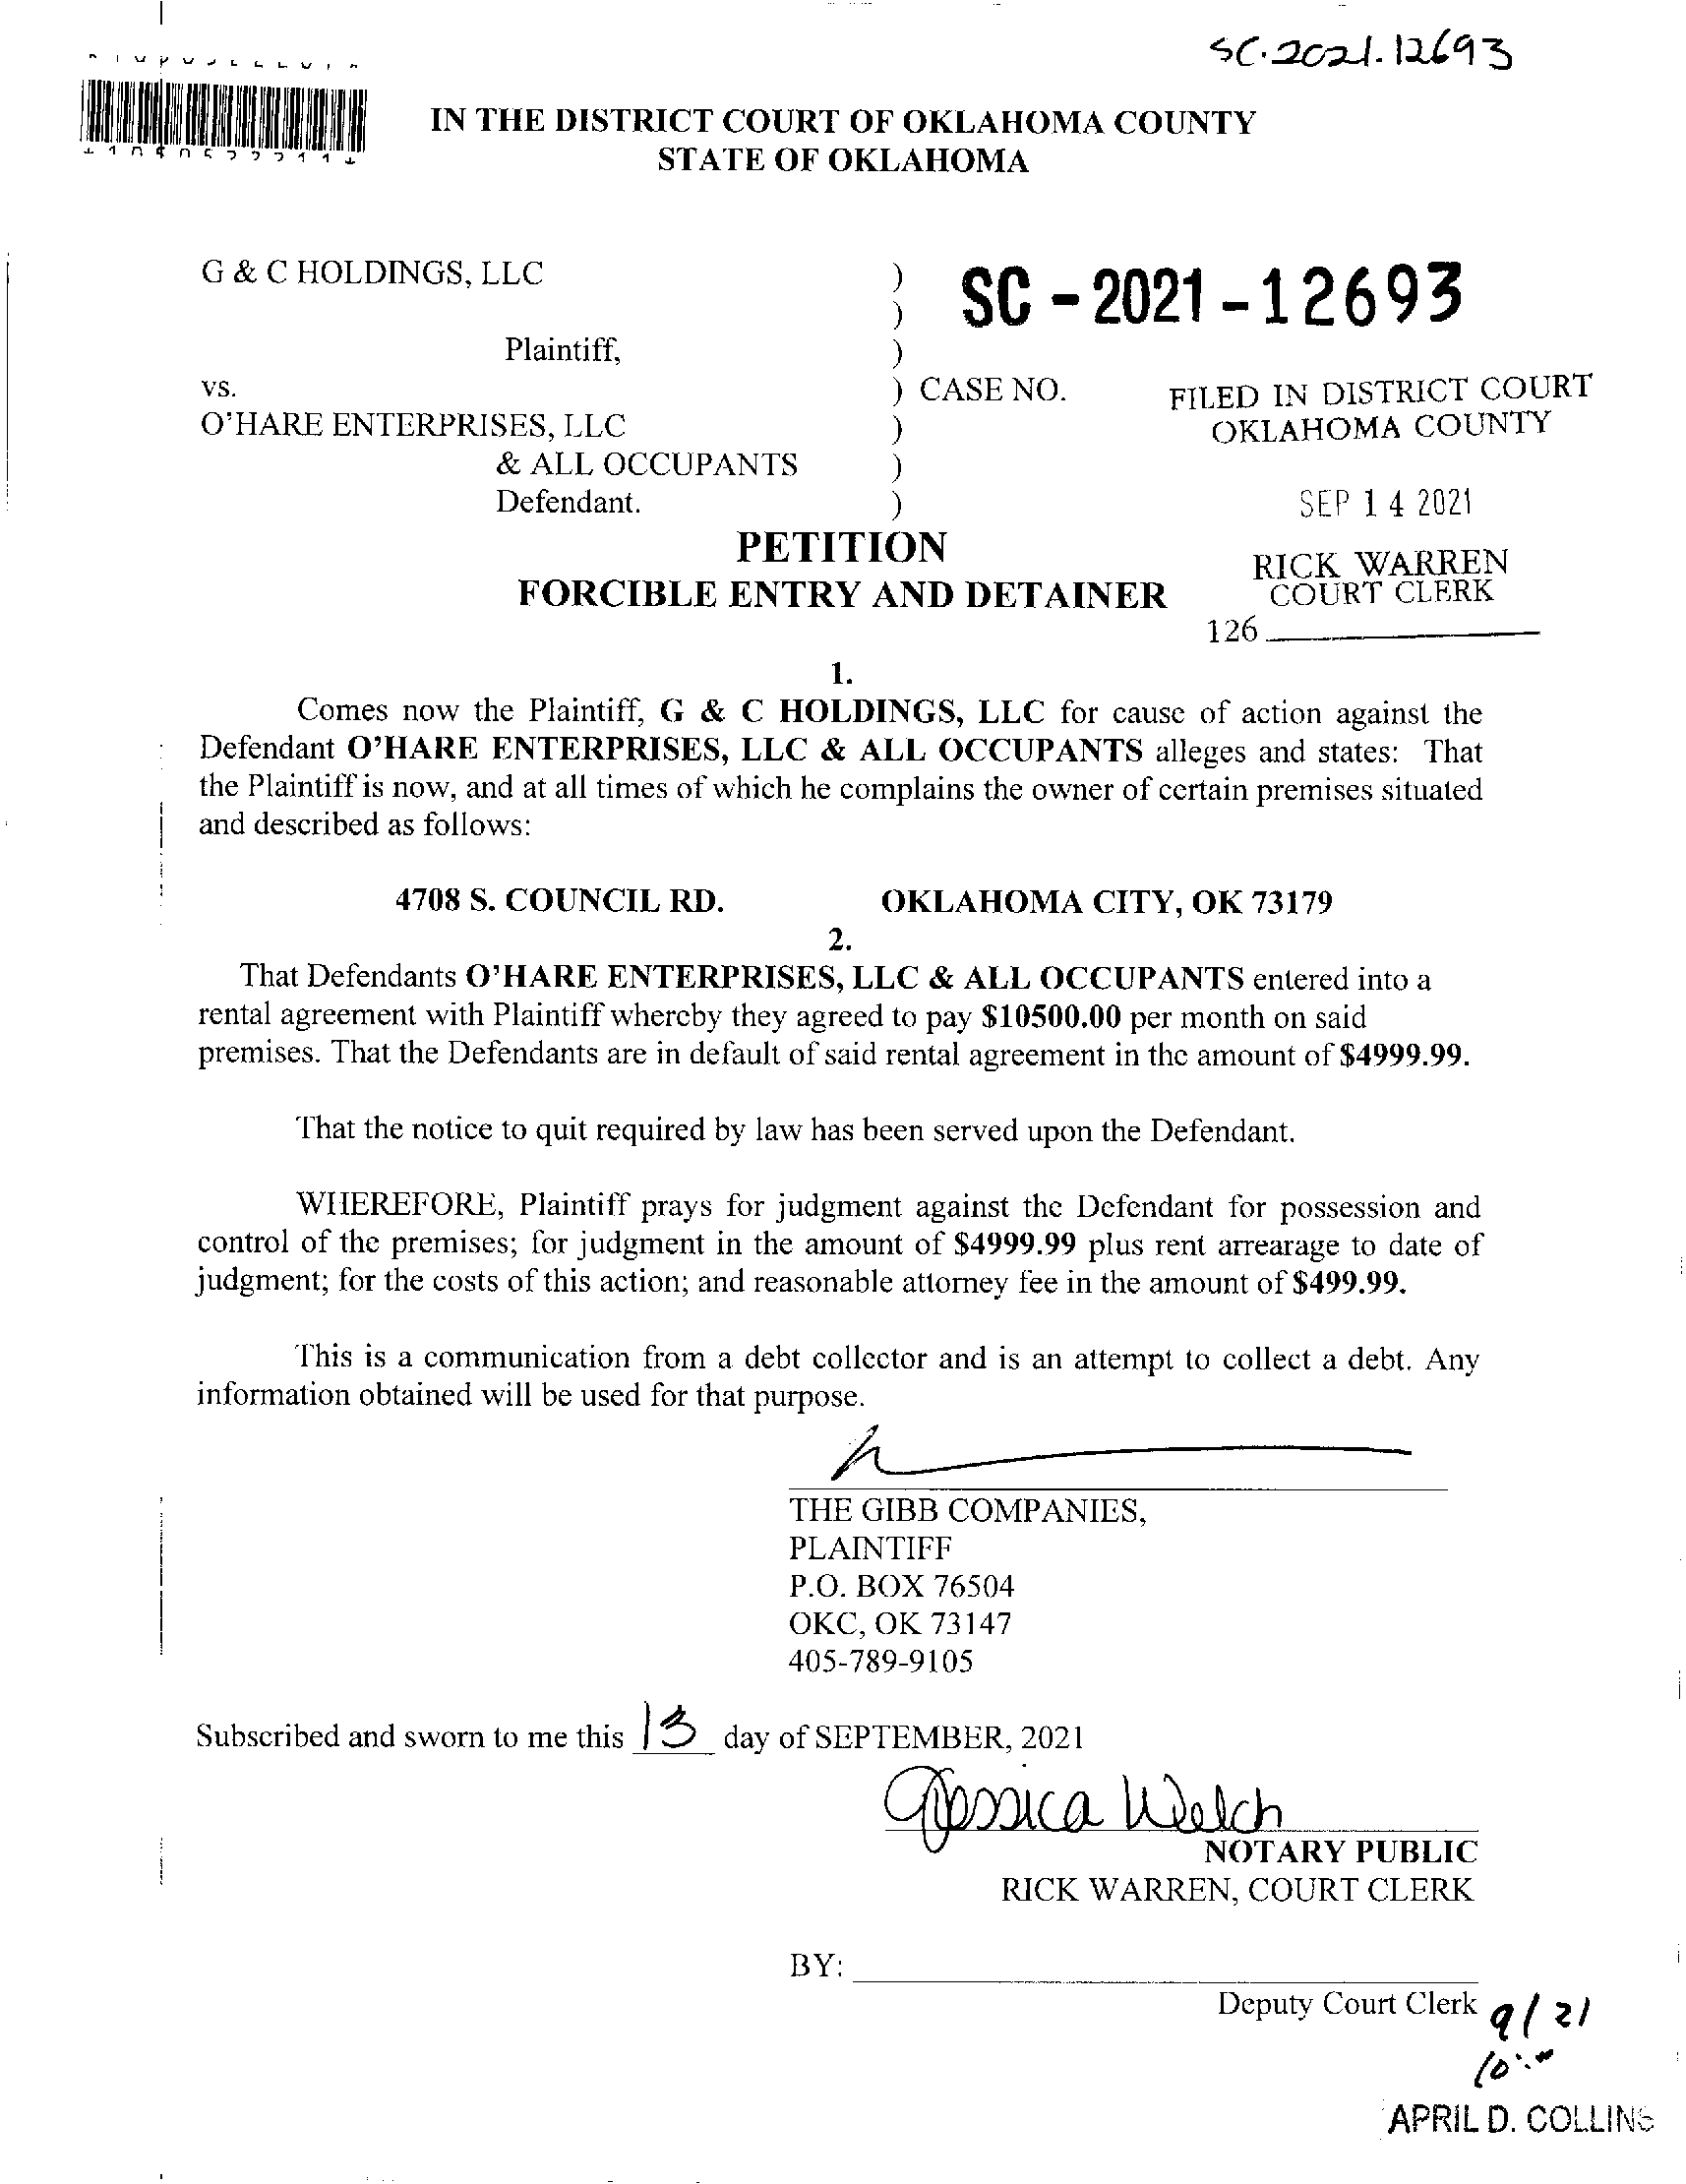 SC-2021-12693
IN THE DISTRICT COURT OF OKLAHOMA COUNTY
STATE OF OKLAHOMA
G & C HOLDINGS, LLC )
) SC - 2021 - 12693
Plaintiff, )
vs. ) CASE NO.
FILED IN DISTRICT COURT
O'HARE ENTERPRISES, LLC )
OKLAHOMA COUNTY
& ALL OCCUPANTS )
Defendant. )
SEP 14 2021
PETITION
RICK WARREN
FORCIBLE ENTRY AND DETAINER
COURT CLERK
126
1.
Comes now the Plaintiff, G & C HOLDINGS, LLC for cause of action against the
Defendant O'HARE ENTERPRISES, LLC & ALL OCCUPANTS alleges and states: That
the Plaintiff is now, and at all times of which he complains the owner of certain premises situated
and described as follows:
4708 S. COUNCIL RD. OKLAHOMA CITY, OK 73179
2.
That Defendants O'HARE ENTERPRISES, LLC & ALL OCCUPANTS entered into a
rental agreement with Plaintiff whereby they agreed to pay $10500.00 per month on said
premises. That the Defendants are in default of said rental agreement in the amount of $4999.99.
That the notice to quit required by law has been served upon the Defendant.
WHEREFORE, Plaintiff prays for judgment against the Defendant for possession and
control of the premises; for judgment in the amount of $4999.99 plus rent arrearage to date of
judgment; for the costs of this action; and reasonable attorney fee in the amount of $499.99.
This is a communication from a debt collector and is an attempt to collect a debt. Any
information obtained will be used for that purpose.
THE GIBB COMPANIES,
PLAINTIFF
P.O. BOX 76504
OKC, OK 73147
405-789-9105
Subscribed and sworn to me this 13 day of SEPTEMBER, 2021
Jessica Welch
NOTARY PUBLIC
RICK WARREN, COURT CLERK
BY:
Deputy Court Clerk
9/21
APRIL D. COLLINS